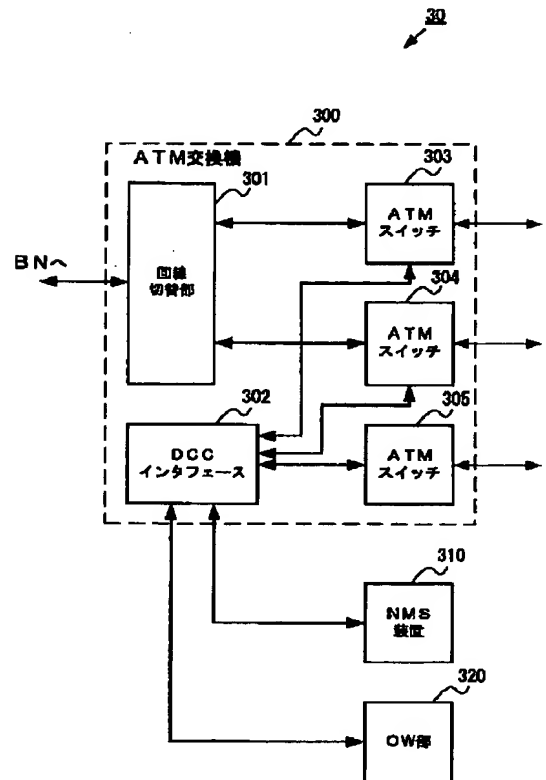 30
300
ATM交換機
301
303
ATM
スイッチ
BNへ
回線
切替部
304
ATM
スイッチ
302
305
DCC
インタフェース
ATM
スイッチ
310
NMS
装置
320
OW部